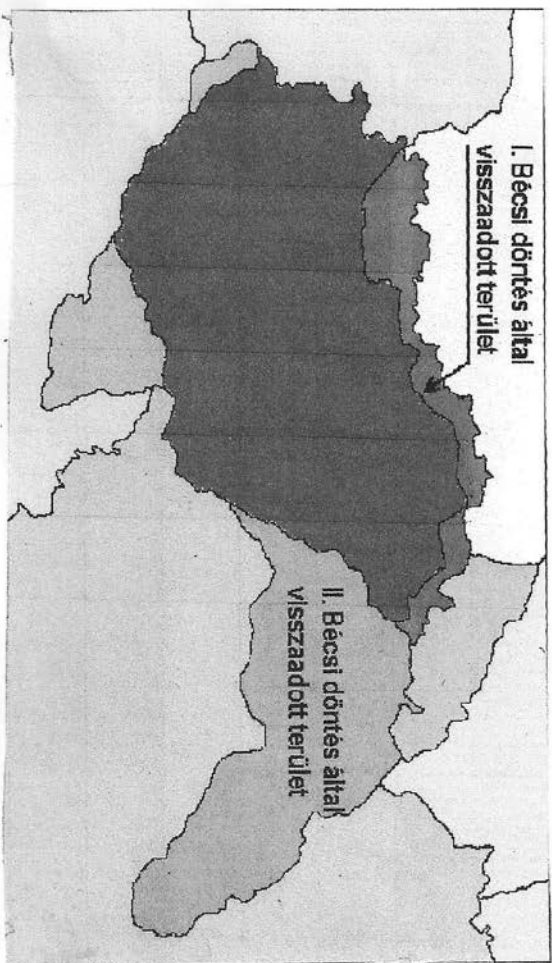 I. Bécsi döntés által
visszaadott terület
II. Bécsi döntés által
visszaadott terület